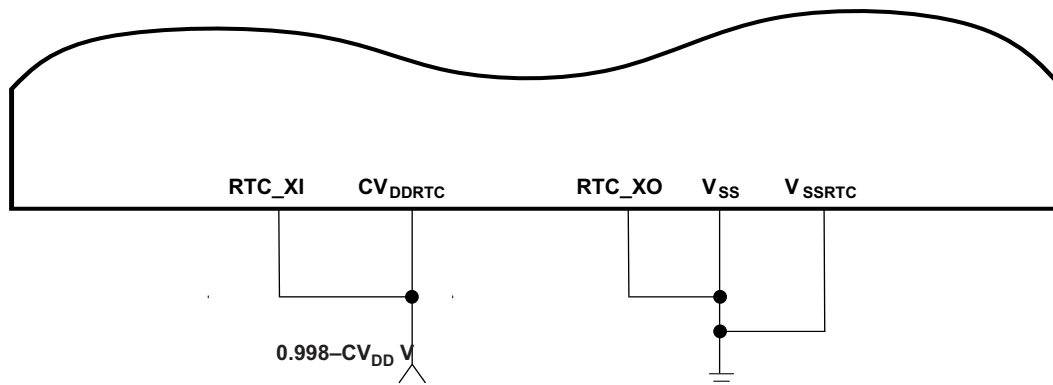 RTC_XI CV_DDRTC RTC_XO V_SS V_SSRTC
0.998–CV_DD V